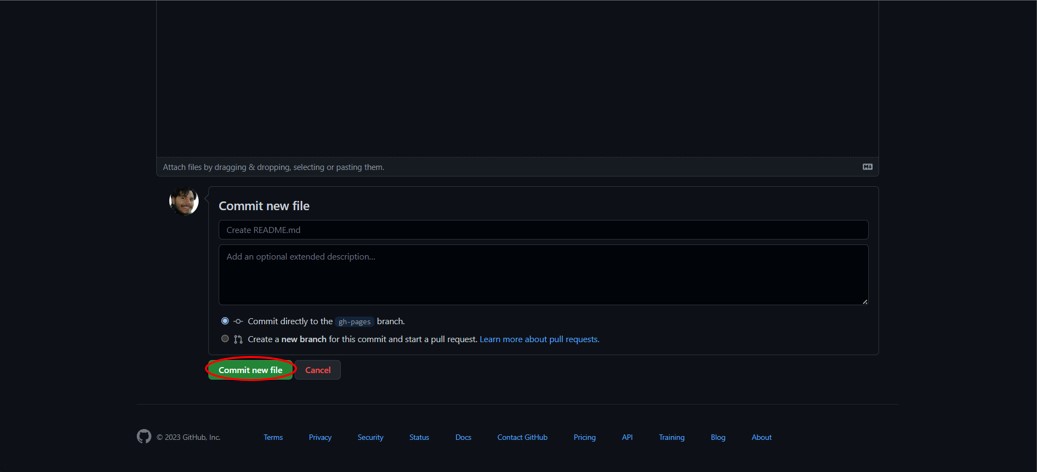 Attach files by dragging & dropping, selecting or pasting them.
Commit new file
Create README.md
Add an optional extended description...
Commit directly to the gh-pages branch.
Create a new branch for this commit and start a pull request. Learn more about pull requests.
Commit new file Cancel
© 2023 GitHub, Inc. Terms Privacy Security Status Docs Contact GitHub Pricing API Training Blog About